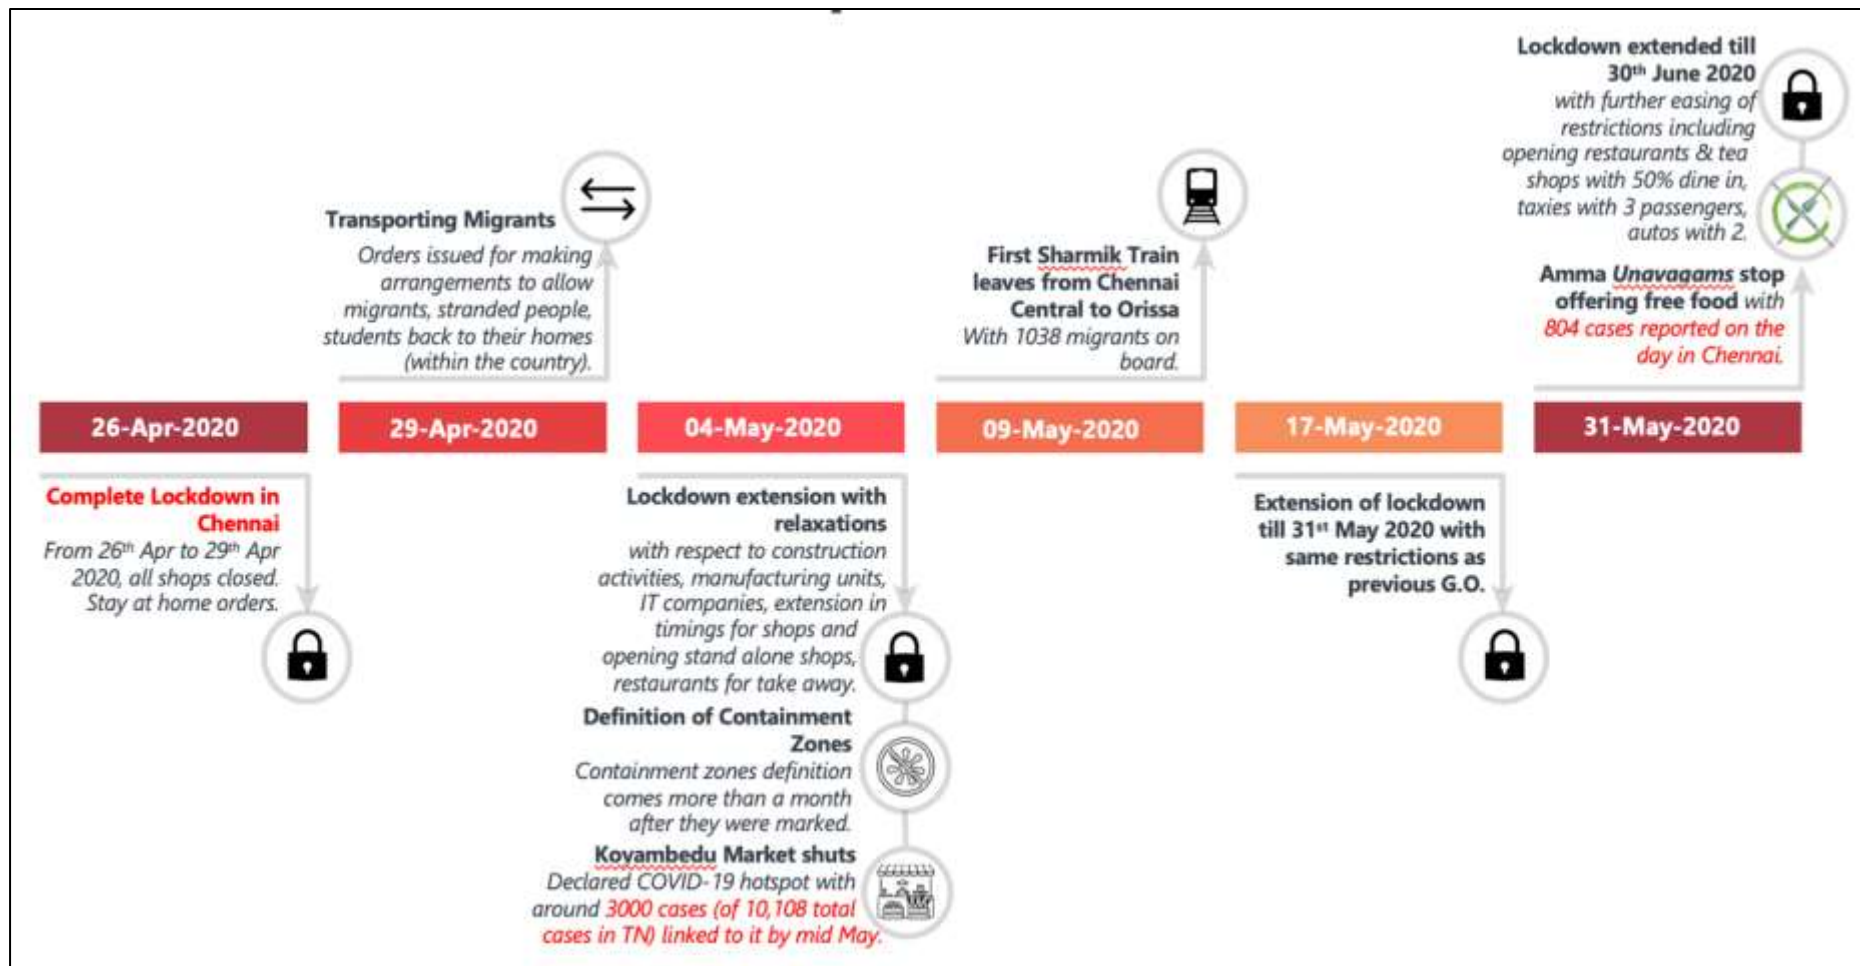 Lockdown extended till
30th June 2020
with further easing of
restrictions including
opening restaurants & tea
shops with 50% dine in,
taxies with 3 passengers,
autos with 2.
Amma Unavagams stop
offering free food with
804 cases reported on the
day in Chennai.
Transporting Migrants
Orders issued for making
arrangements to allow
migrants, stranded people,
students back to their homes
(within the country).
First Sharmik Train
leaves from Chennai
Central to Orissa
With 1038 migrants on
board.
26-Apr-2020
29-Apr-2020
04-May-2020
09-May-2020
17-May-2020
31-May-2020
Complete Lockdown in
Chennai
From 26th Apr to 29th Apr
2020, all shops closed.
Stay at home orders.
Lockdown extension with
relaxations
with respect to construction
activities, manufacturing units,
IT companies, extension in
timings for shops and
opening stand alone shops,
restaurants for take away.
Definition of Containment
Zones
Containment zones definition
comes more than a month
after they were marked.
Koyambedu Market shuts
Declared COVID-19 hotspot with
around 3000 cases (of 10,108 total
cases in TN) linked to it by mid May.
Extension of lockdown
till 31st May 2020 with
same restrictions as
previous G.O.